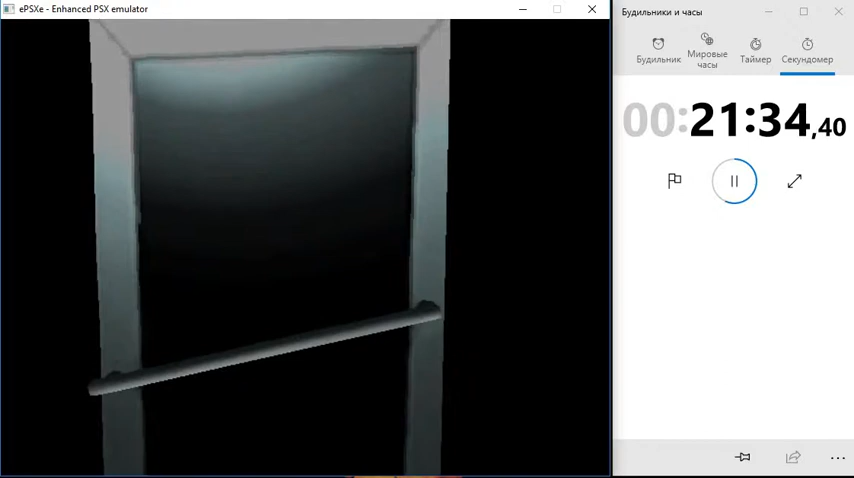 ePSXe - Enhanced PSX emulator
Будильники и часы
Будильник
Мировые часы
Таймер
Секундомер
00:21:34,40